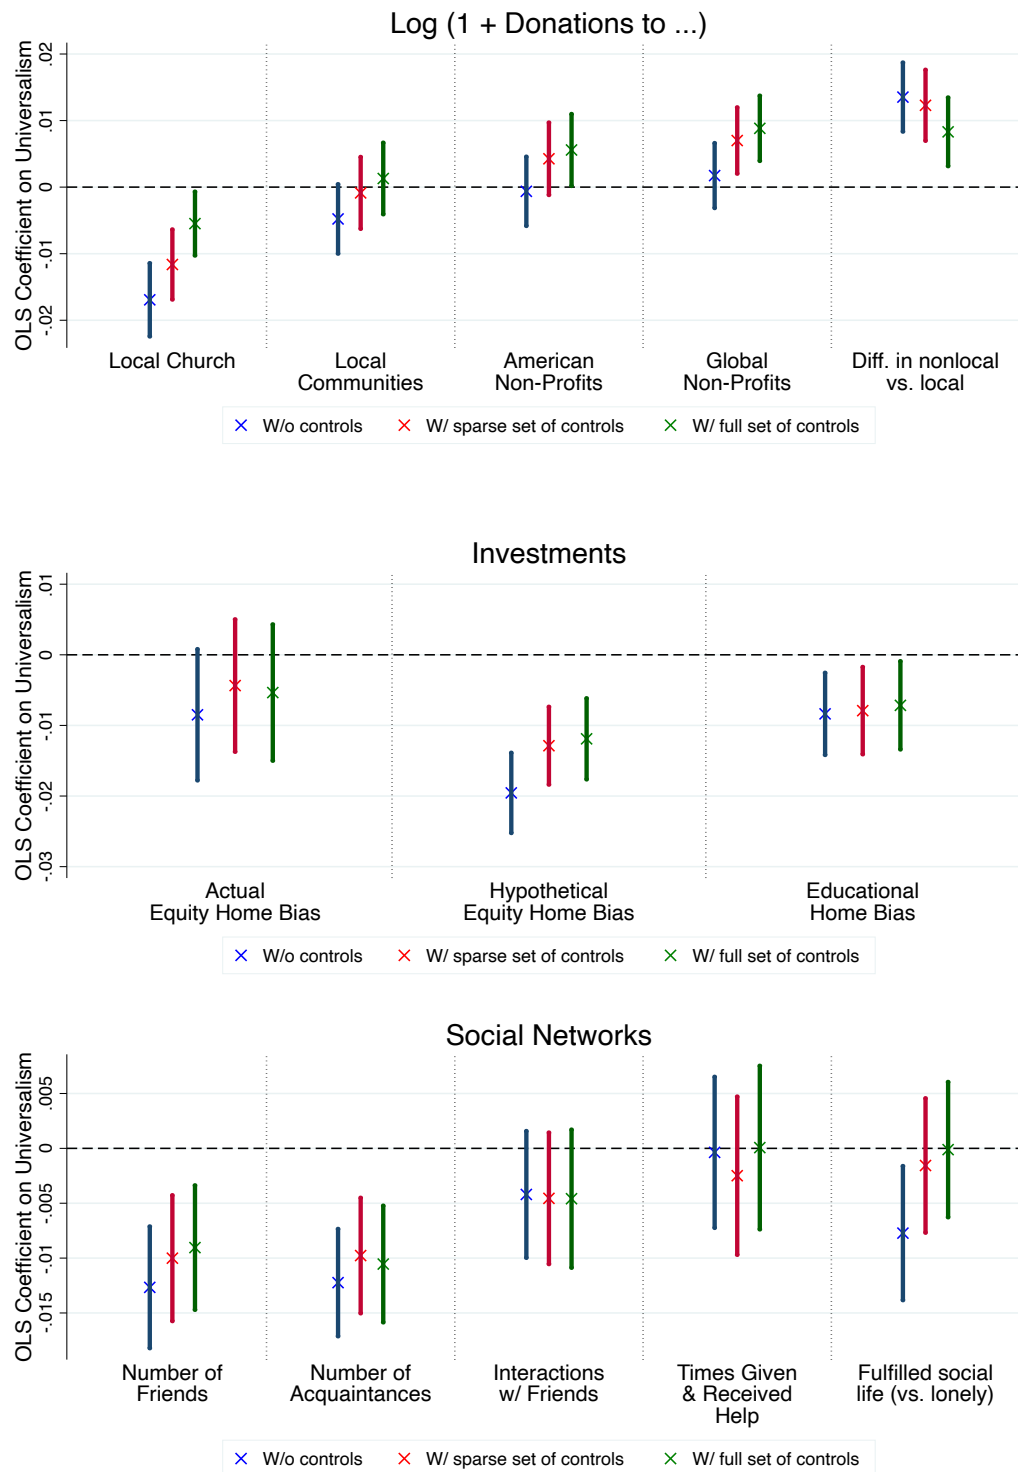 Log (1 + Donations to ...)
OLS Coefficient on Universalism
.02
.01
0
-.01
-.02
Local Church
Local
Communities
American
Non-Profits
Global
Non-Profits
Diff. in nonlocal
vs. local
W/o controls
W/ sparse set of controls
W/ full set of controls
Investments
OLS Coefficient on Universalism
.01
0
-.01
-.02
-.03
Actual
Equity Home Bias
Hypothetical
Equity Home Bias
Educational
Home Bias
W/o controls
W/ sparse set of controls
W/ full set of controls
Social Networks
OLS Coefficient on Universalism
.005
0
-.005
-.01
-.015
Number of
Friends
Number of
Acquaintances
Interactions
w/ Friends
Times Given
& Received
Help
Fulfilled social
life (vs. lonely)
W/o controls
W/ sparse set of controls
W/ full set of controls